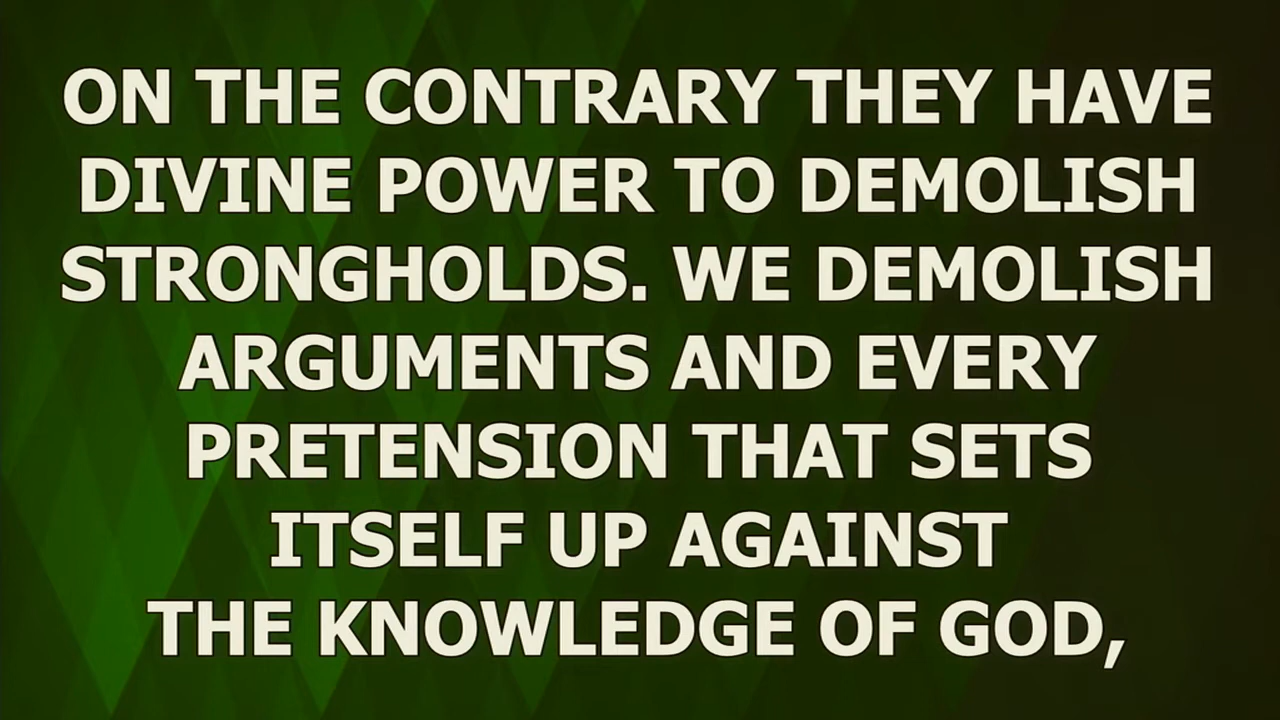 ON THE CONTRARY THEY HAVE
DIVINE POWER TO DEMOLISH
STRONGHOLDS. WE DEMOLISH
ARGUMENTS AND EVERY
PRETENSION THAT SETS
ITSELF UP AGAINST
THE KNOWLEDGE OF GOD,